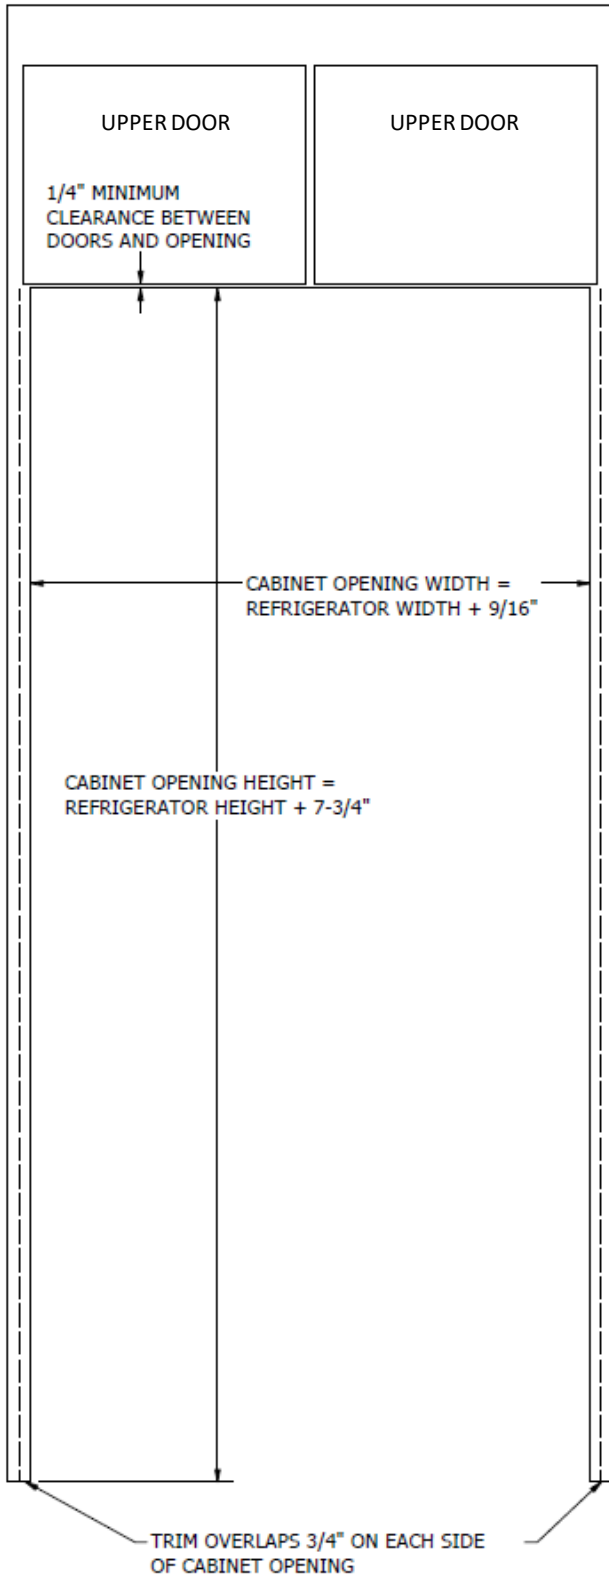 UPPER DOOR
UPPER DOOR
1/4" MINIMUM
CLEARANCE BETWEEN
DOORS AND OPENING
CABINET OPENING WIDTH =
REFRIGERATOR WIDTH + 9/16"
CABINET OPENING HEIGHT =
REFRIGERATOR HEIGHT + 7-3/4"
TRIM OVERLAPS 3/4" ON EACH SIDE
OF CABINET OPENING